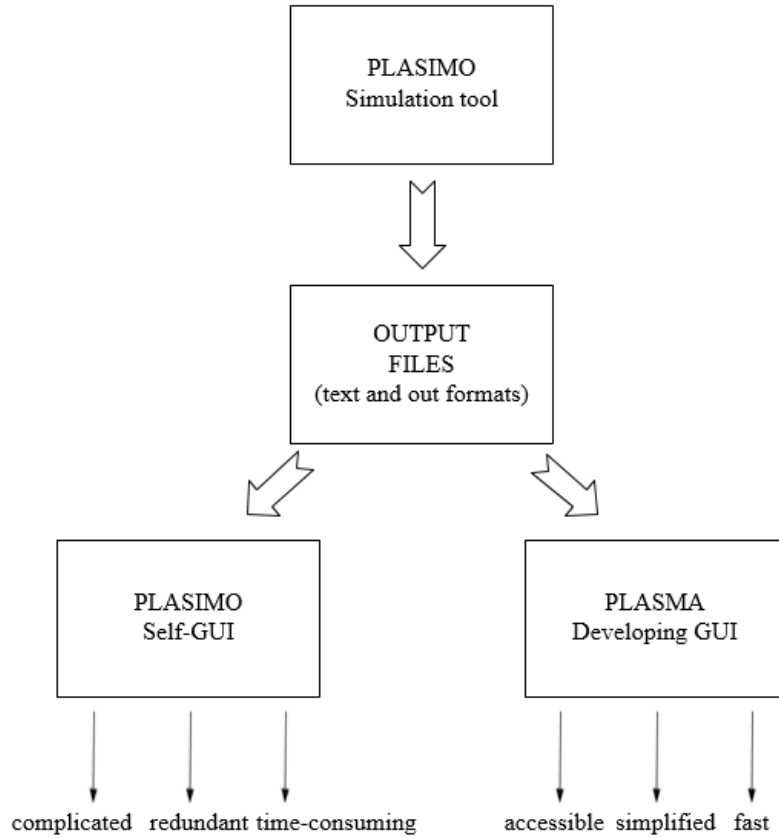 PLASIMO
Simulation tool
OUTPUT
FILES
(text and out formats)
PLASIMO
Self-GUI
PLASMA
Developing GUI
complicated redundant time-consuming
accessible simplified fast